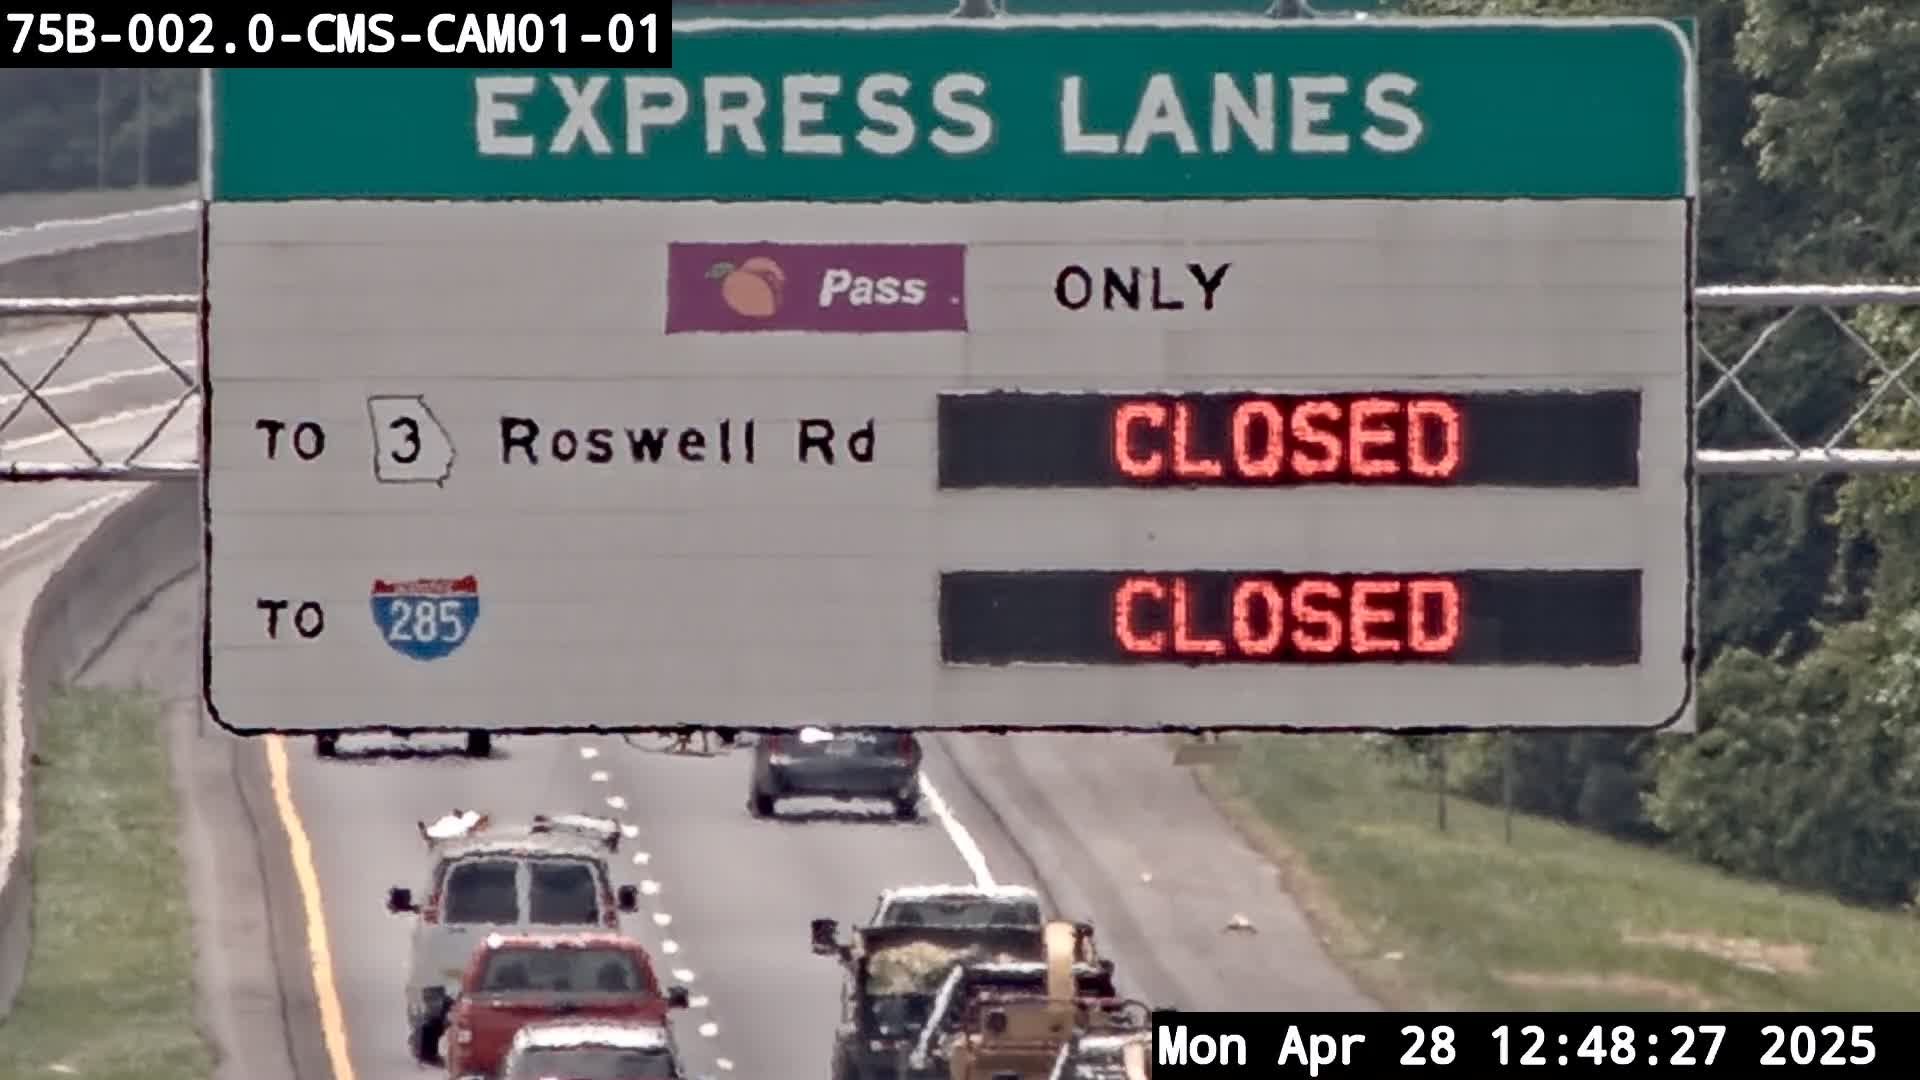 75B-002.0-CMS-CAM01-01
EXPRESS LANES
Pass ONLY
TO 3 Roswell Rd CLOSED
TO 285 CLOSED
Mon Apr 28 12:48:27 2025